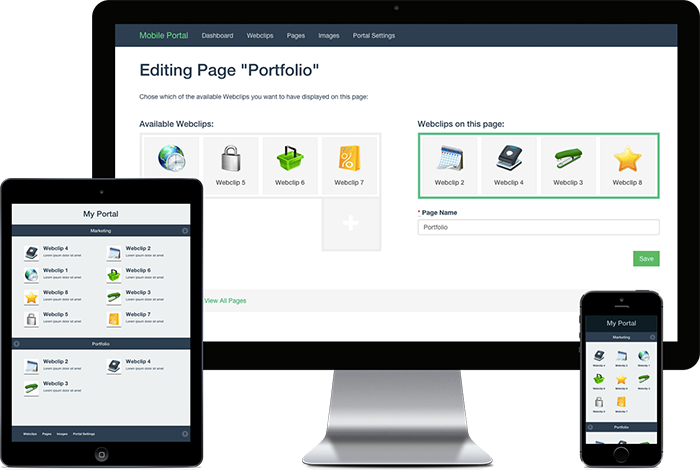 Mobile Portal Dashboard Webclips Pages Images Portal Settings
Editing Page "Portfolio"
Chose which of the available Webclips you want to have displayed on this page:
Available Webclips:
Webclip 5 Webclip 6 Webclip 7
Webclips on this page:
Webclip 2 Webclip 4 Webclip 3 Webclip 8
* Page Name
Portfolio
Save
View All Pages
My Portal
Marketing
Webclip 4 Webclip 2
Lorem ipsum dolor sit amet Lorem ipsum dolor sit amet
Webclip 1 Webclip 6
Lorem ipsum dolor sit amet Lorem ipsum dolor sit amet
Webclip 8 Webclip 3
Lorem ipsum dolor sit amet Lorem ipsum dolor sit amet
Webclip 5 Webclip 7
Lorem ipsum dolor sit amet Lorem ipsum dolor sit amet
Portfolio
Webclip 2 Webclip 4
Lorem ipsum dolor sit amet Lorem ipsum dolor sit amet
Webclip 3
Lorem ipsum dolor sit amet
Webclips Pages Images Portal Settings
My Portal
Marketing
Webclip 4 Webclip 2 Webclip 1
Webclip 6 Webclip 8 Webclip 3
Webclip 5 Webclip 7
Portfolio